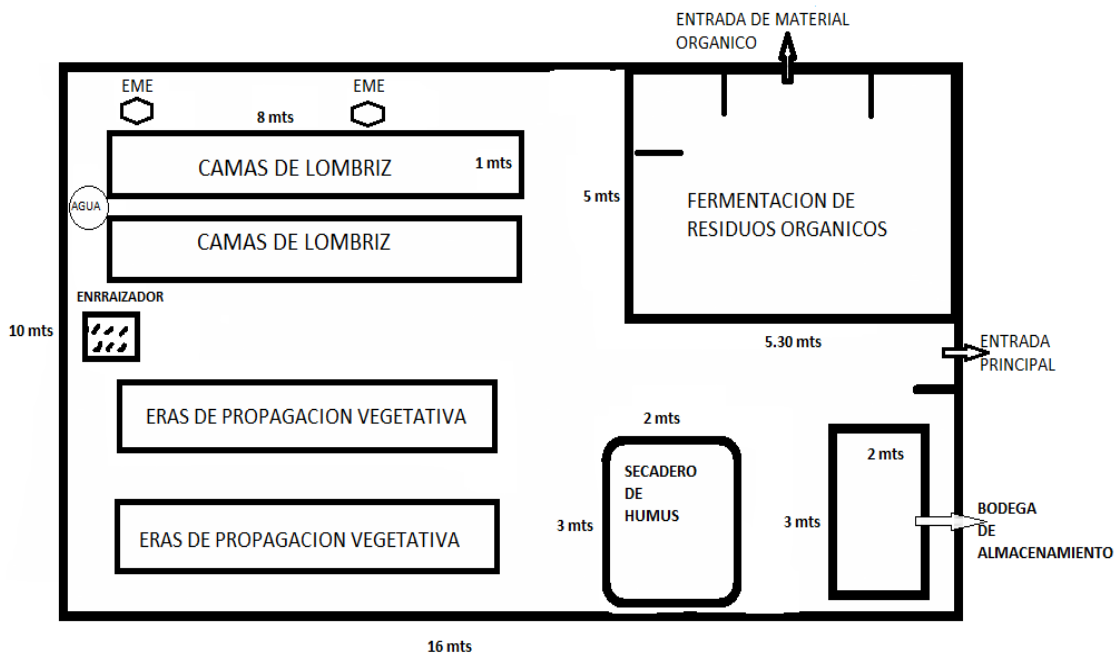 ENTRADA DE MATERIAL
ORGANICO
EME
EME
8 mts
CAMAS DE LOMBRIZ
1 mts
AGUA
CAMAS DE LOMBRIZ
5 mts
FERMENTACION DE
RESIDUOS ORGANICOS
ENRRAIZADOR
10 mts
5.30 mts
ENTRADA
PRINCIPAL
ERAS DE PROPAGACION VEGETATIVA
2 mts
SECADERO
DE
HUMUS
3 mts
2 mts
3 mts
BODEGA
DE
ALMACENAMIENTO
ERAS DE PROPAGACION VEGETATIVA
16 mts